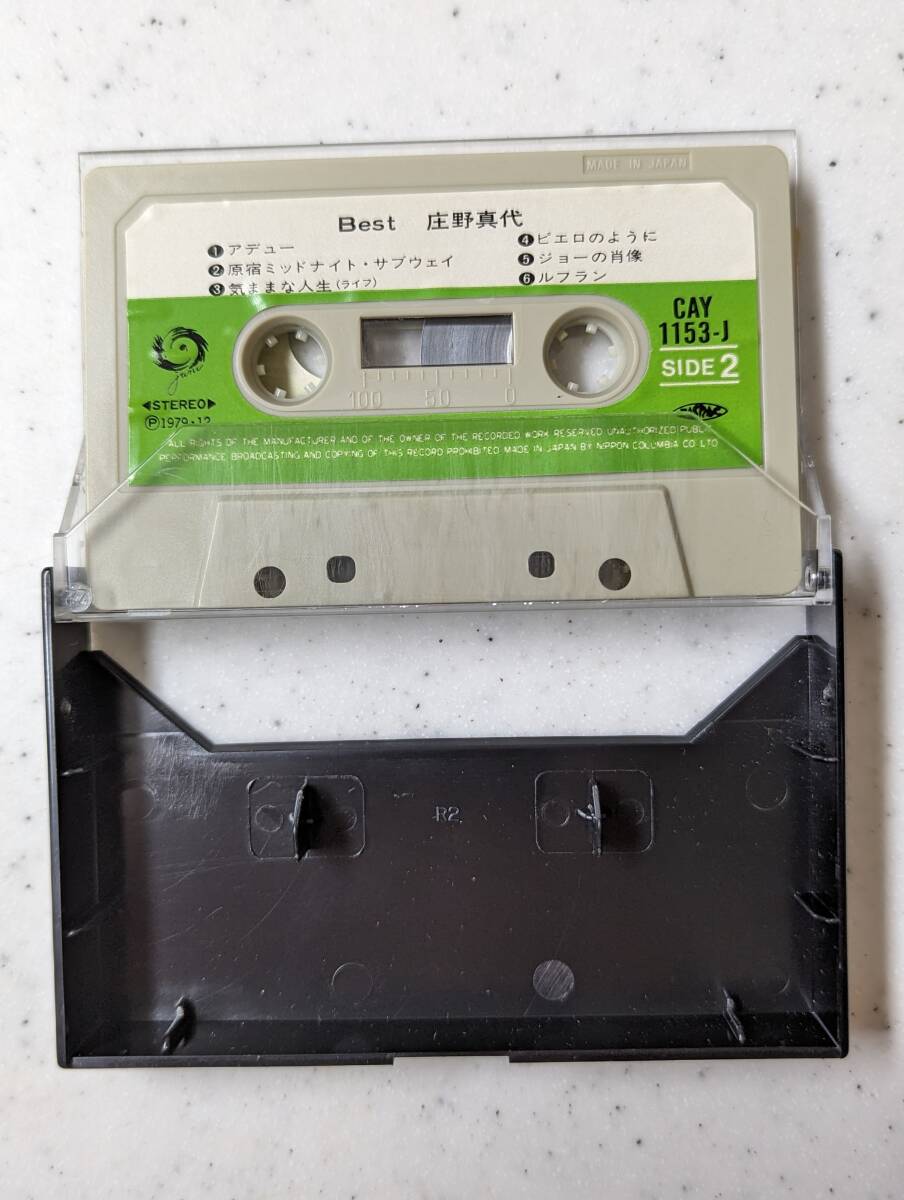 MADE IN JAPAN
Best 庄野真代
❶アデュー
❷原宿ミッドナイト・サブウェイ
❸気ままな人生(ライフ)
❹ピエロのように
❺ジョーの肖像
❻ルフラン
CAY
1153-J
SIDE 2
◀STEREO▶
Ⓟ1979・12
100 50 0
ALL RIGHTS OF THE MANUFACTURER AND OF THE OWNER OF THE RECORDED WORK RESERVED. UNAUTHORIZED PUBLIC
PERFORMANCE BROADCASTING AND COPYING OF THIS RECORD PROHIBITED MADE IN JAPAN BY NIPPON COLUMBIA CO LTD
R2